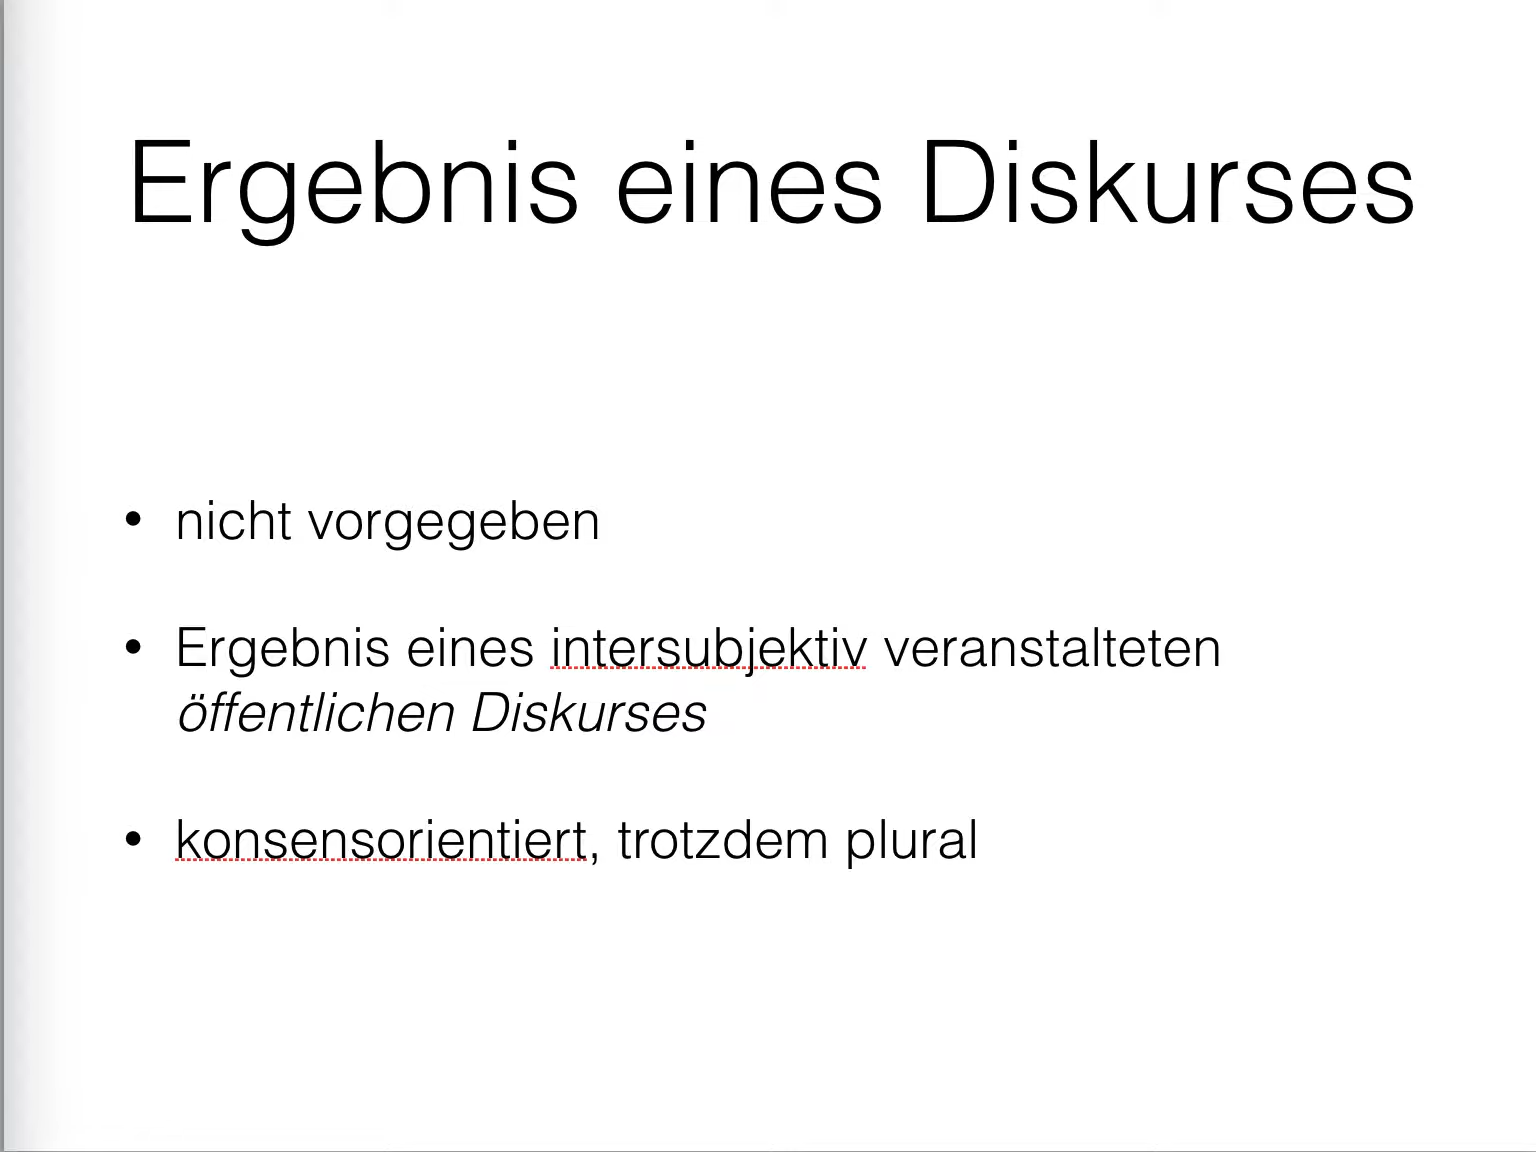 Ergebnis eines Diskurses
• nicht vorgegeben
• Ergebnis eines intersubjektiv veranstalteten
öffentlichen Diskurses
• konsensorientiert, trotzdem plural